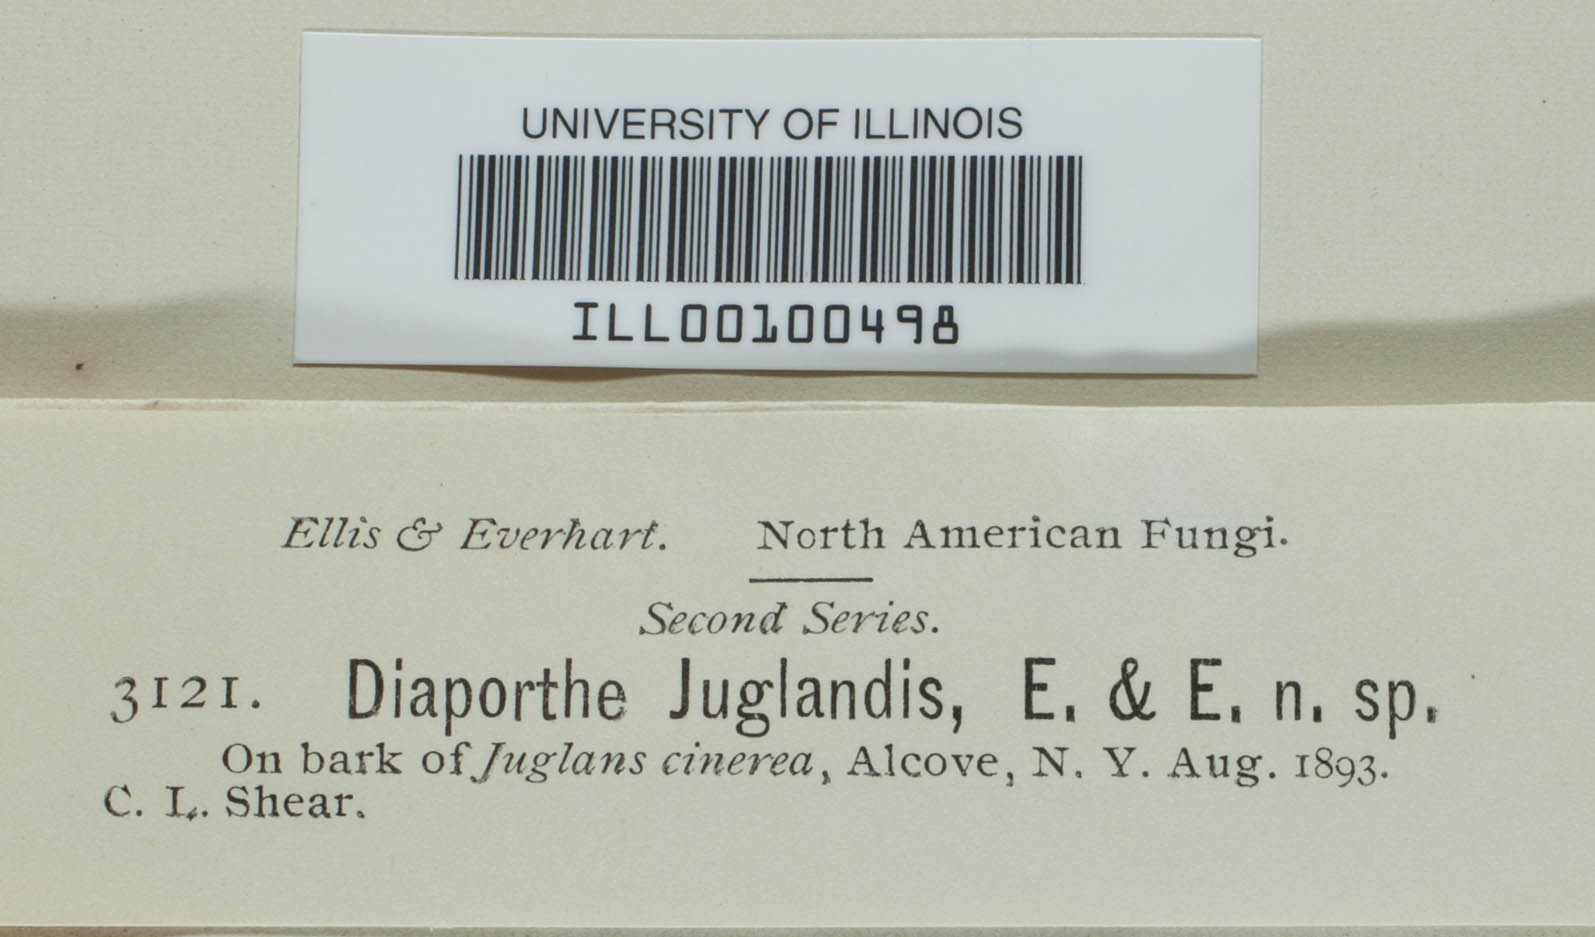 UNIVERSITY OF ILLINOIS
ILL00100498
Ellis & Everhart. North American Fungi.
Second Series.
3121. Diaporthe Juglandis, E. & E. n. sp.
On bark of Juglans cinerea, Alcove, N. Y. Aug. 1893.
C. L. Shear.